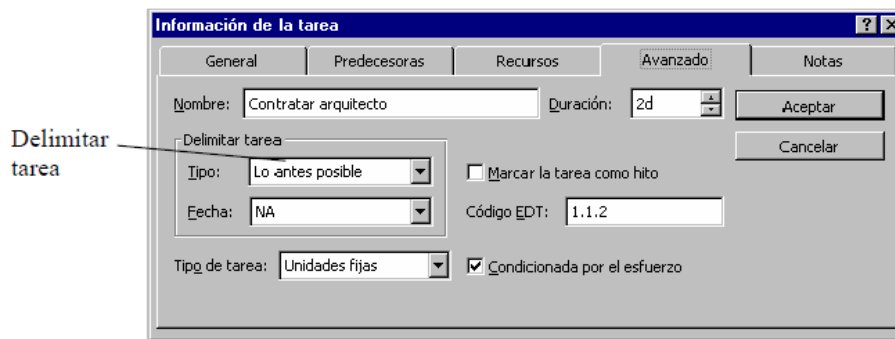 Información de la tarea
General Predecesoras Recursos Avanzado Notas
Nombre: Contratar arquitecto Duración: 2d Aceptar
Delimitar tarea Cancelar
Delimitar
tarea
Tipo: Lo antes posible Marcar la tarea como hito
Fecha: NA Código EDT: 1.1.2
Tipo de tarea: Unidades fijas Condicionada por el esfuerzo